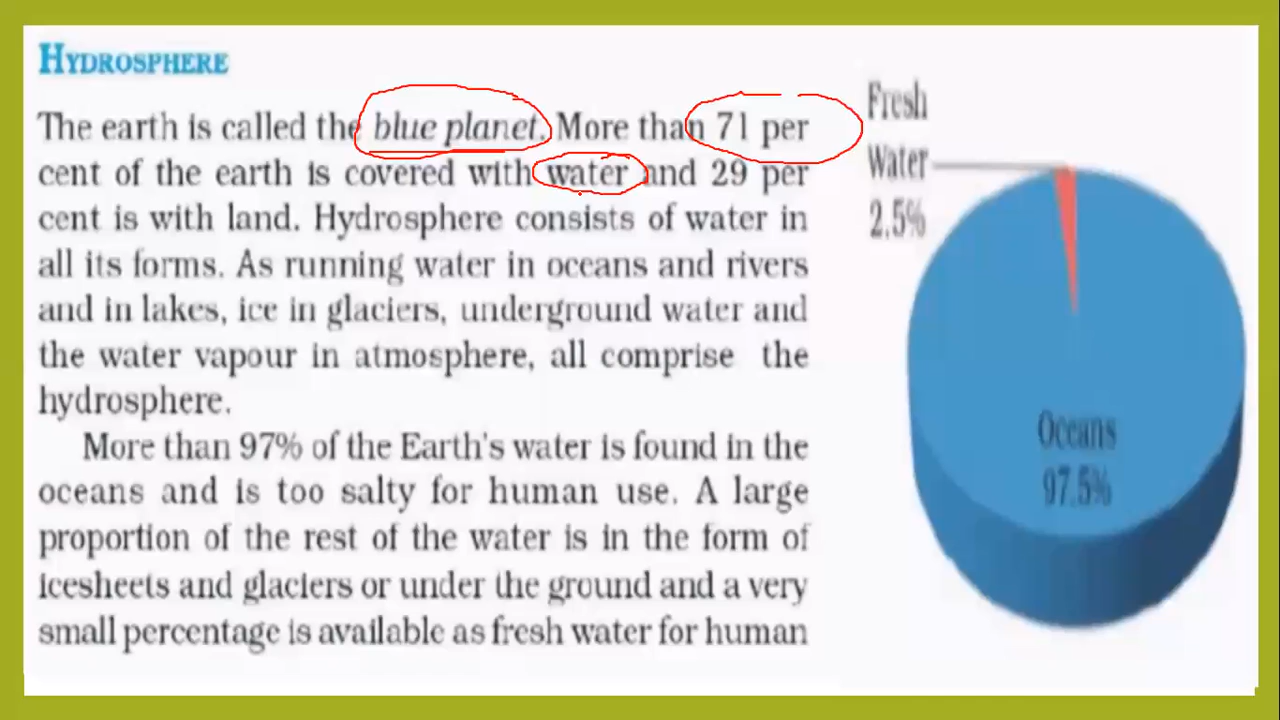 HYDROSPHERE
The earth is called the blue planet. More than 71 per
cent of the earth is covered with water and 29 per
cent is with land. Hydrosphere consists of water in
all its forms. As running water in oceans and rivers
and in lakes, ice in glaciers, underground water and
the water vapour in atmosphere, all comprise the
hydrosphere.
More than 97% of the Earth's water is found in the
oceans and is too salty for human use. A large
proportion of the rest of the water is in the form of
icesheets and glaciers or under the ground and a very
small percentage is available as fresh water for human
Fresh
Water
2.5%
Oceans
97.5%